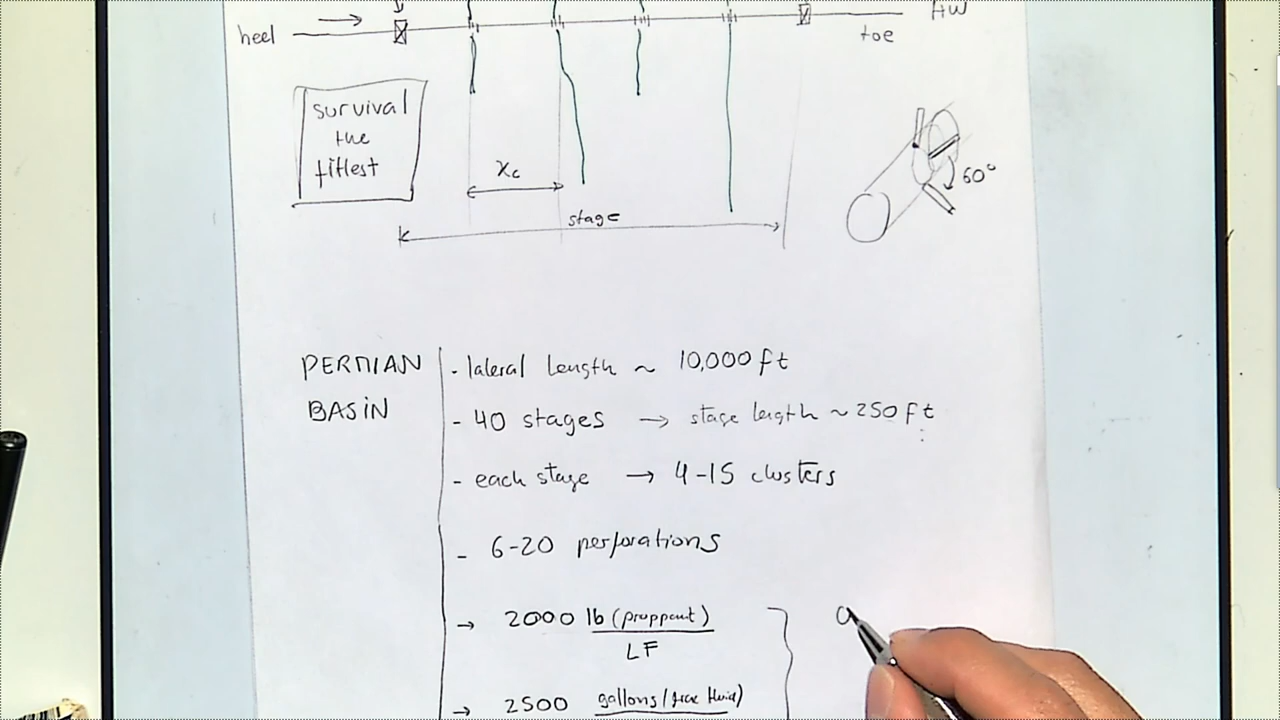 HW
heel
toe
survival
the
fittest
xc
stage
60°
PERMIAN
BASIN
- lateral length ~ 10,000 ft
- 40 stages → stage length ~ 250 ft
- each stage → 4-15 clusters
- 6-20 perforations
→ 2000 lb (proppant)
LF
→ 2500 gallons (frac fluid)